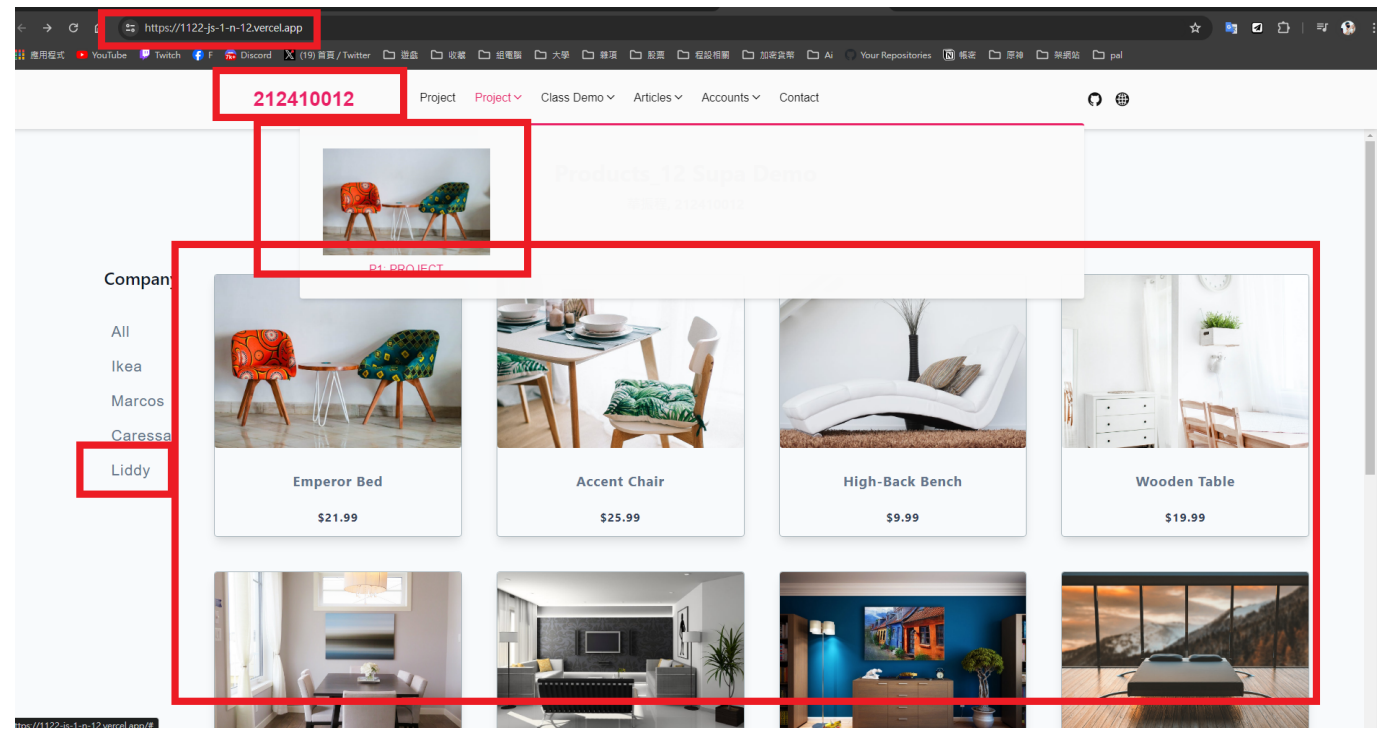 https://1122-js-1-n-12.vercel.app
應用程式 YouTube Twitch F Discord (19) 首頁 / Twitter 遊戲 收藏 組電腦 大學 雜項 股票 程設相關 加密貨幣 Ai Your Repositories 帳密 原神 架網站 pal
212410012 Project Project Class Demo Articles Accounts Contact
Products_12 Supa Demo
P1: PROJECT
Company
All
Ikea
Marcos
Caressa
Liddy
Emperor Bed Accent Chair High-Back Bench Wooden Table
$21.99 $25.99 $9.99 $19.99
https://1122-js-1-n-12.vercel.app/#